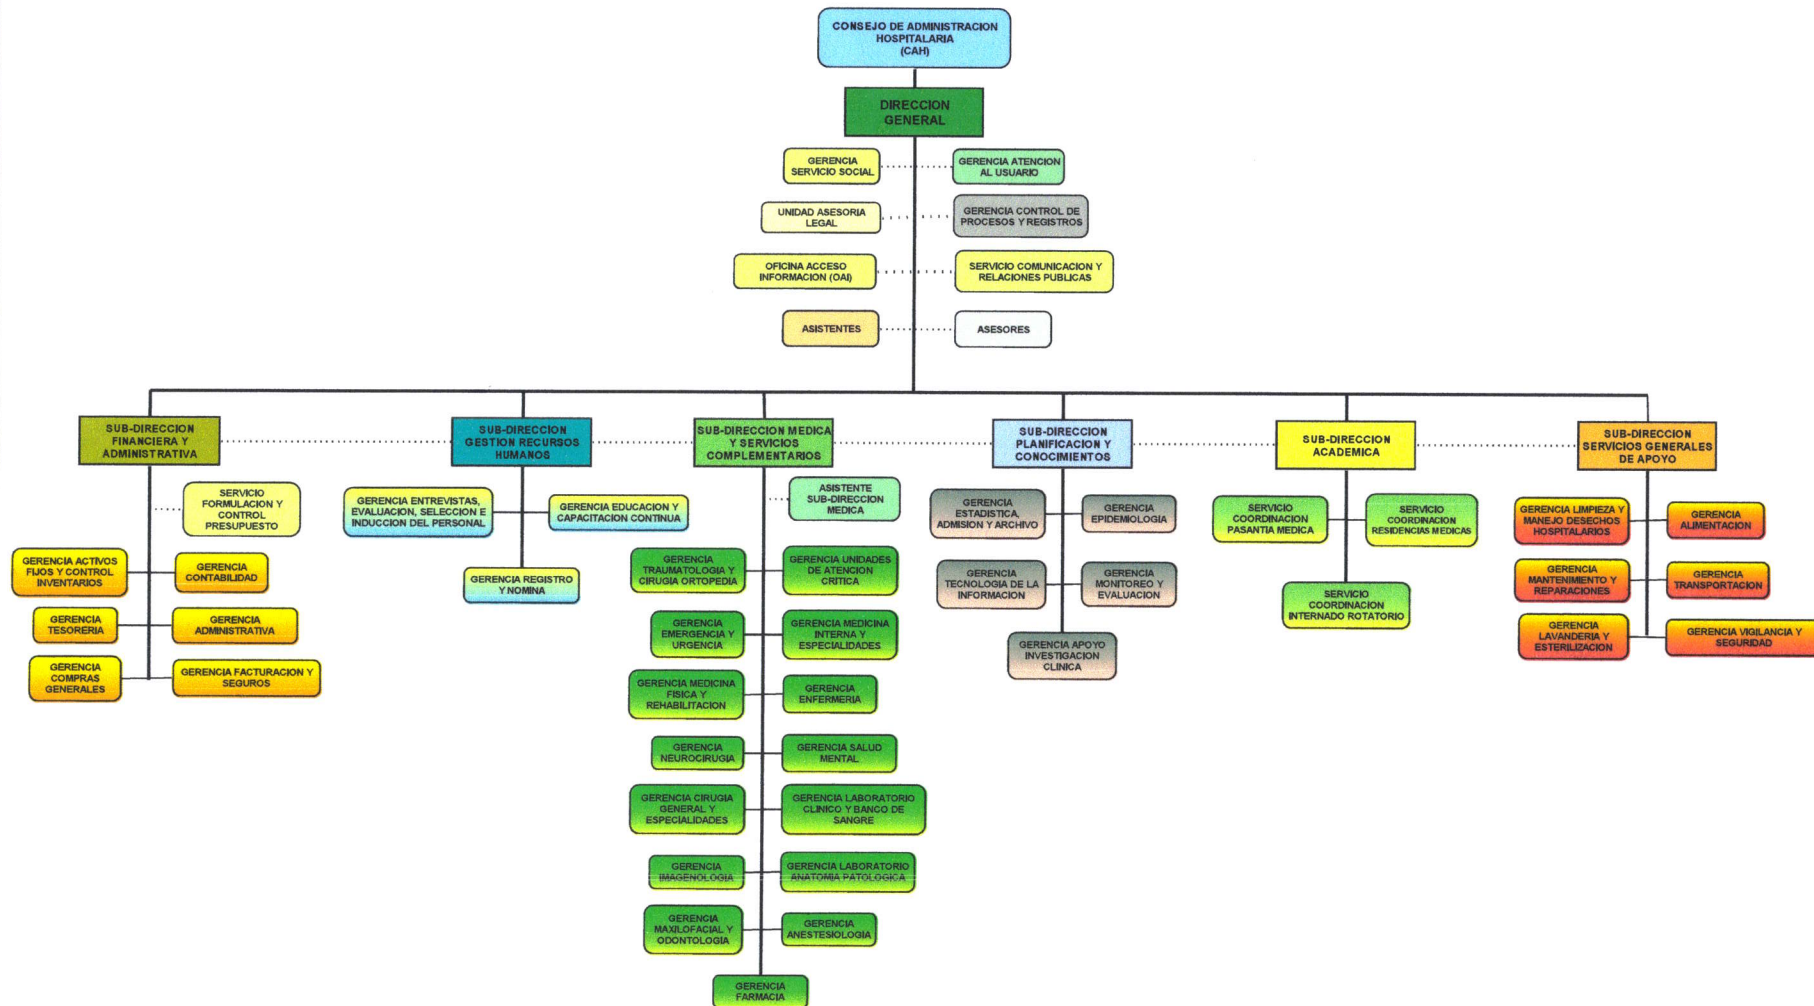 CONSEJO DE ADMINISTRACION
HOSPITALARIA
(CAH)
DIRECCION
GENERAL
GERENCIA
SERVICIO SOCIAL
GERENCIA ATENCION
AL USUARIO
UNIDAD ASESORIA
LEGAL
GERENCIA CONTROL DE
PROCESOS Y REGISTROS
OFICINA ACCESO
INFORMACION (OAI)
SERVICIO COMUNICACION Y
RELACIONES PUBLICAS
ASISTENTES
ASESORES
SUB-DIRECCION
FINANCIERA Y
ADMINISTRATIVA
SUB-DIRECCION
GESTION RECURSOS
HUMANOS
SUB-DIRECCION MEDICA
Y SERVICIOS
COMPLEMENTARIOS
SUB-DIRECCION
PLANIFICACION Y
CONOCIMIENTOS
SUB-DIRECCION
ACADEMICA
SUB-DIRECCION
SERVICIOS GENERALES
DE APOYO
SERVICIO
FORMULACION Y
CONTROL
PRESUPUESTO
GERENCIA ACTIVOS
FIJOS Y CONTROL
INVENTARIOS
GERENCIA
CONTABILIDAD
GERENCIA
TESORERIA
GERENCIA
ADMINISTRATIVA
GERENCIA
COMPRAS
GENERALES
GERENCIA FACTURACION Y
SEGUROS
GERENCIA ENTREVISTAS,
EVALUACION, SELECCION E
INDUCCION DEL PERSONAL
GERENCIA EDUCACION Y
CAPACITACION CONTINUA
GERENCIA REGISTRO
Y NOMINA
ASISTENTE
SUB-DIRECCION
MEDICA
GERENCIA
TRAUMATOLOGIA Y
CIRUGIA ORTOPEDIA
GERENCIA UNIDADES
DE ATENCION
CRÍTICA
GERENCIA
EMERGENCIA Y
URGENCIA
GERENCIA MEDICINA
INTERNA Y
ESPECIALIDADES
GERENCIA MEDICINA
FISICA Y
REHABILITACION
GERENCIA
ENFERMERIA
GERENCIA
NEUROCIRUGIA
GERENCIA SALUD
MENTAL
GERENCIA CIRUGIA
GENERAL Y
ESPECIALIDADES
GERENCIA LABORATORIO
CLINICO Y BANCO DE
SANGRE
GERENCIA
IMAGENOLOGIA
GERENCIA LABORATORIO
ANATOMIA PATOLOGICA
GERENCIA
MAXILOFACIAL Y
ODONTOLOGIA
GERENCIA
ANESTESIOLOGIA
GERENCIA
FARMACIA
GERENCIA
ESTADISTICA,
ADMISION Y ARCHIVO
GERENCIA
EPIDEMIOLOGIA
GERENCIA
TECNOLOGIA DE LA
INFORMACION
GERENCIA
MONITOREO Y
EVALUACION
GERENCIA APOYO
INVESTIGACION
CLINICA
SERVICIO
COORDINACION
PASANTIA MEDICA
SERVICIO
COORDINACION
RESIDENCIAS MEDICAS
SERVICIO
COORDINACION
INTERNADO ROTATORIO
GERENCIA LIMPIEZA Y
MANEJO DESECHOS
HOSPITALARIOS
GERENCIA
ALIMENTACION
GERENCIA
MANTENIMIENTO Y
REPARACIONES
GERENCIA
TRANSPORTACION
GERENCIA
LAVANDERIA Y
ESTERILIZACION
GERENCIA VIGILANCIA Y
SEGURIDAD